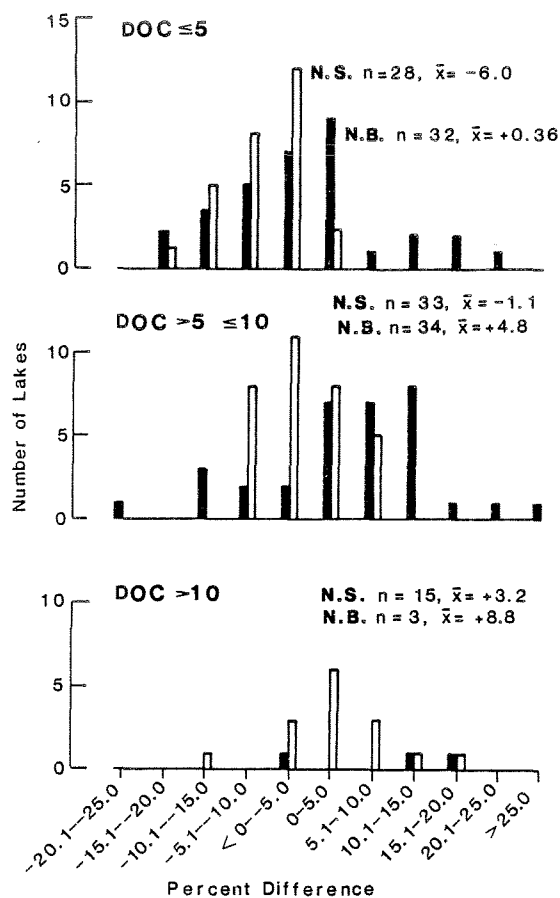 15
DOC ≤5
N.S. n=28, x̄= -6.0
10
N.B. n=32, x̄=+0.36
5
0
N.S. n = 33, x̄=-1.1
DOC >5 ≤10
N.B. n=34, x̄=+4.8
10
Number of Lakes
5
0
DOC >10
N.S. n = 15, x̄= +3.2
N.B. n = 3, x̄= +8.8
10
5
0
-20.1--25.0
-15.1--20.0
-10.1--15.0
-5.1--10.0
< 0--5.0
0-5.0
5.1-10.0
10.1-15.0
15.1-20.0
20.1-25.0
>25.0
Percent Difference